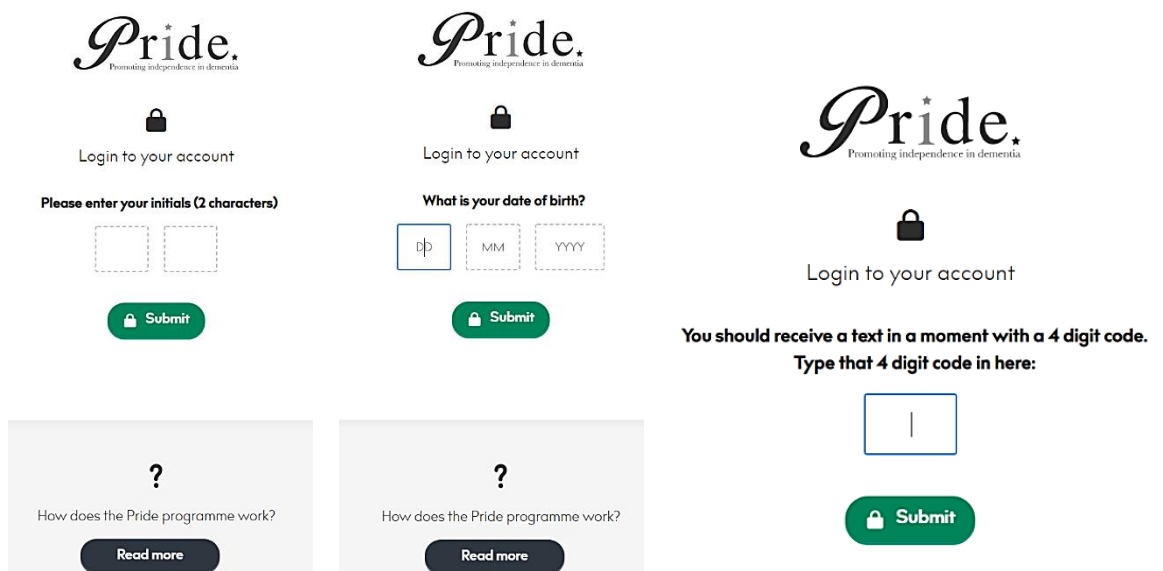 Pride.
Promoting independence in dementia
Login to your account
Please enter your initials (2 characters)
Submit
?
How does the Pride programme work?
Read more
Pride.
Promoting independence in dementia
Login to your account
What is your date of birth?
DD MM YYYY
Submit
?
How does the Pride programme work?
Read more
Pride.
Promoting independence in dementia
Login to your account
You should receive a text in a moment with a 4 digit code.
Type that 4 digit code in here:
Submit